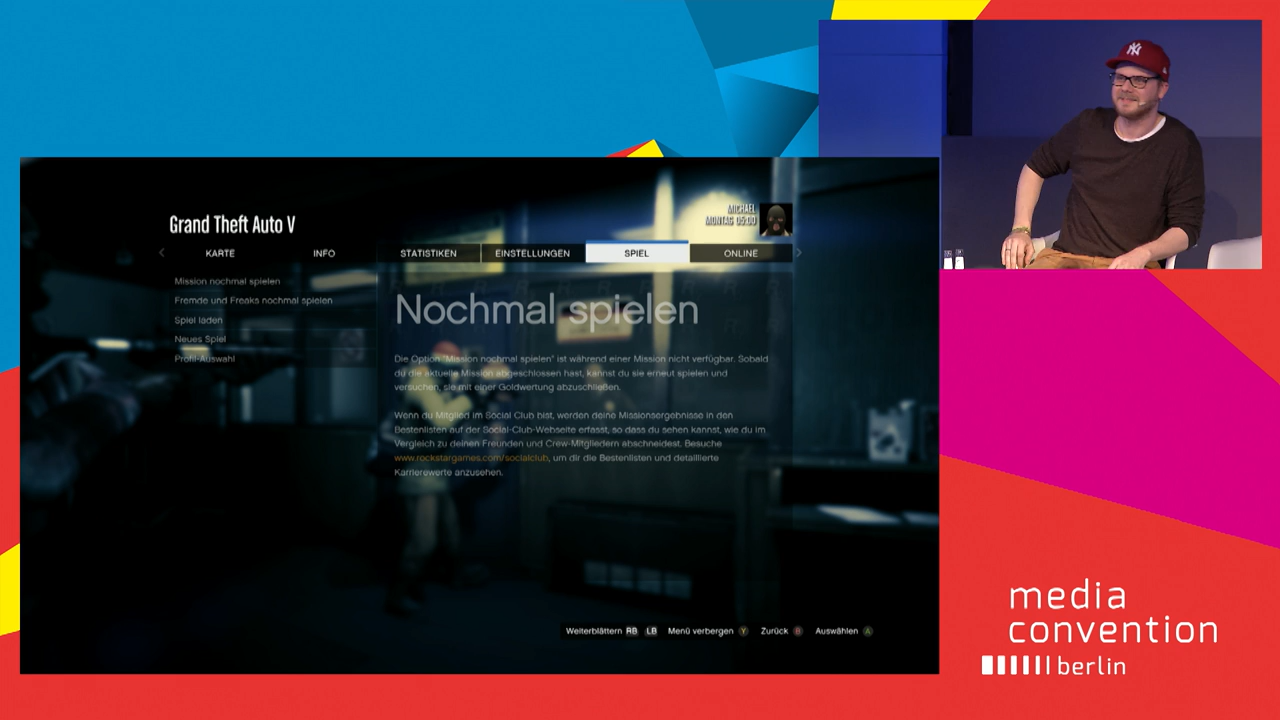 NY
Grand Theft Auto V
MICHAEL
MONTAG 05:00
KARTE
INFO
STATISTIKEN
EINSTELLUNGEN
SPIEL
ONLINE
Mission nochmal spielen
Fremde und Freaks nochmal spielen
Spiel laden
Neues Spiel
Profil-Auswahl
Nochmal spielen
Die Option "Mission nochmal spielen" ist während einer Mission nicht verfügbar. Sobald
du die aktuelle Mission abgeschlossen hast, kannst du sie erneut spielen und
versuchen, sie mit einer Goldwertung abzuschließen.
Wenn du Mitglied im Social Club bist, werden deine Missionsergebnisse in den
Bestenlisten auf der Social-Club-Webseite erfasst, so dass du sehen kannst, wie du im
Vergleich zu deinen Freunden und Crew-Mitgliedern abschneidest. Besuche
www.rockstargames.com/socialclub, um dir die Bestenlisten und detaillierte
Karrierewerte anzusehen.
Weiterblättern RB LB Menü verbergen Y Zurück B Auswählen A
media
convention
berlin